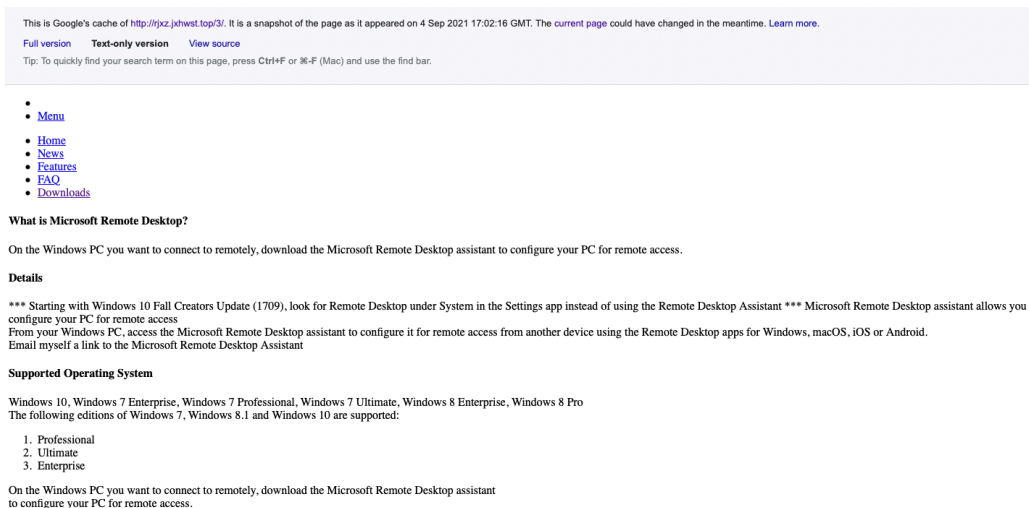 This is Google's cache of http://rjxz.jxhwst.top/3/. It is a snapshot of the page as it appeared on 4 Sep 2021 17:02:16 GMT. The current page could have changed in the meantime. Learn more.
Full version Text-only version View source
Tip: To quickly find your search term on this page, press Ctrl+F or ⌘-F (Mac) and use the find bar.
Menu
Home
News
Features
FAQ
Downloads
What is Microsoft Remote Desktop?
On the Windows PC you want to connect to remotely, download the Microsoft Remote Desktop assistant to configure your PC for remote access.
Details
*** Starting with Windows 10 Fall Creators Update (1709), look for Remote Desktop under System in the Settings app instead of using the Remote Desktop Assistant *** Microsoft Remote Desktop assistant allows you
configure your PC for remote access
From your Windows PC, access the Microsoft Remote Desktop assistant to configure it for remote access from another device using the Remote Desktop apps for Windows, macOS, iOS or Android.
Email myself a link to the Microsoft Remote Desktop Assistant
Supported Operating System
Windows 10, Windows 7 Enterprise, Windows 7 Professional, Windows 7 Ultimate, Windows 8 Enterprise, Windows 8 Pro
The following editions of Windows 7, Windows 8.1 and Windows 10 are supported:
1. Professional
2. Ultimate
3. Enterprise
On the Windows PC you want to connect to remotely, download the Microsoft Remote Desktop assistant
to configure your PC for remote access.